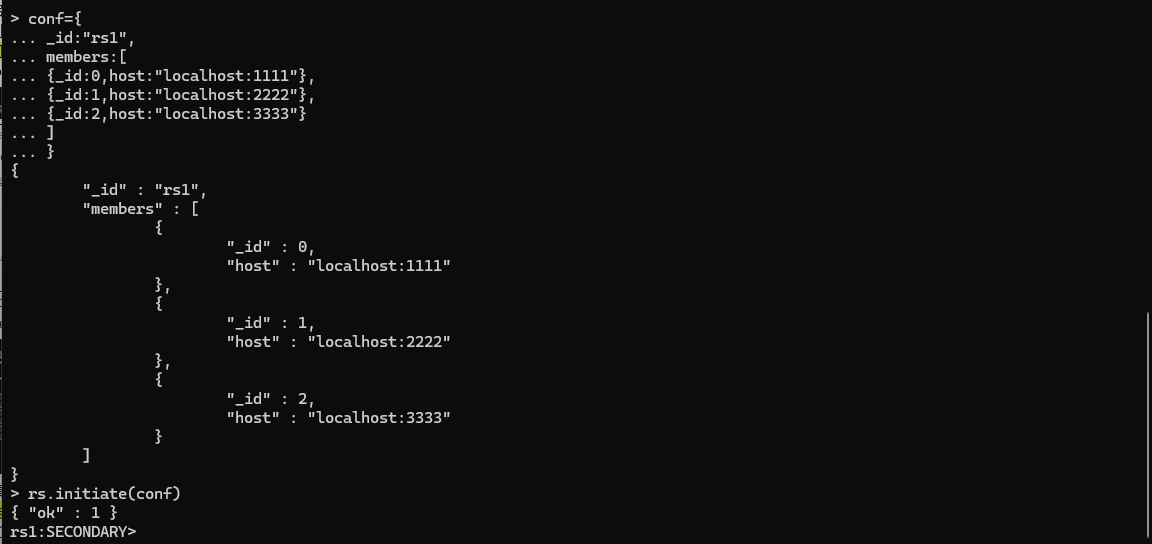 > conf={
... _id:"rs1",
... members:[
... {_id:0,host:"localhost:1111"},
... {_id:1,host:"localhost:2222"},
... {_id:2,host:"localhost:3333"}
... ]
... }
{
        "_id" : "rs1",
        "members" : [
                {
                        "_id" : 0,
                        "host" : "localhost:1111"
                },
                {
                        "_id" : 1,
                        "host" : "localhost:2222"
                },
                {
                        "_id" : 2,
                        "host" : "localhost:3333"
                }
        ]
}
> rs.initiate(conf)
{ "ok" : 1 }
rs1:SECONDARY>